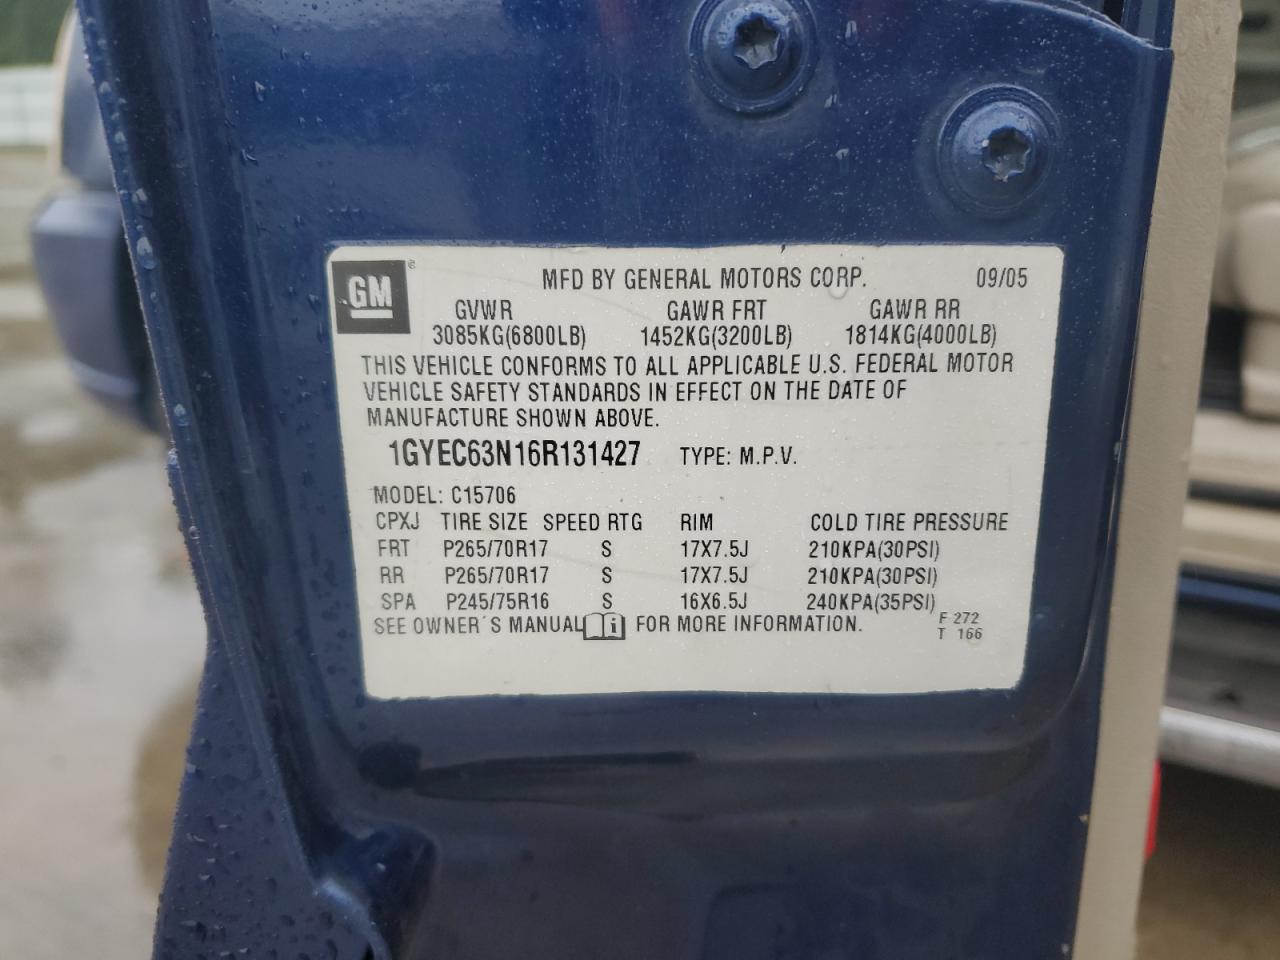 GM ® MFD BY GENERAL MOTORS CORP. 09/05
GVWR GAWR FRT GAWR RR
3085KG(6800LB) 1452KG(3200LB) 1814KG(4000LB)
THIS VEHICLE CONFORMS TO ALL APPLICABLE U.S. FEDERAL MOTOR
VEHICLE SAFETY STANDARDS IN EFFECT ON THE DATE OF
MANUFACTURE SHOWN ABOVE.
1GYEC63N16R131427 TYPE: M.P.V.
MODEL: C15706
CPXJ TIRE SIZE SPEED RTG RIM COLD TIRE PRESSURE
FRT P265/70R17 S 17X7.5J 210KPA(30PSI)
RR P265/70R17 S 17X7.5J 210KPA(30PSI)
SPA P245/75R16 S 16X6.5J 240KPA(35PSI)
SEE OWNER'S MANUAL i FOR MORE INFORMATION.
F 272
T 166